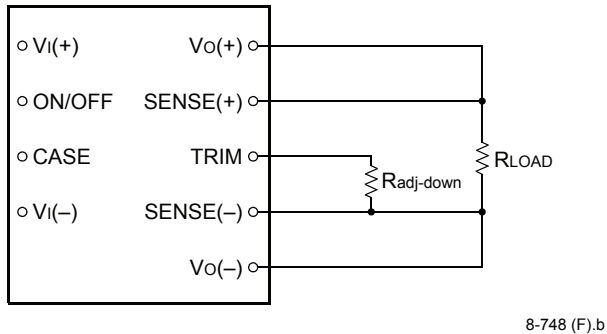 VI(+) VO(+)
ON/OFF SENSE(+)
CASE TRIM
Radj-down
RLOAD
VI(–) SENSE(–)
VO(–)
8-748 (F).b